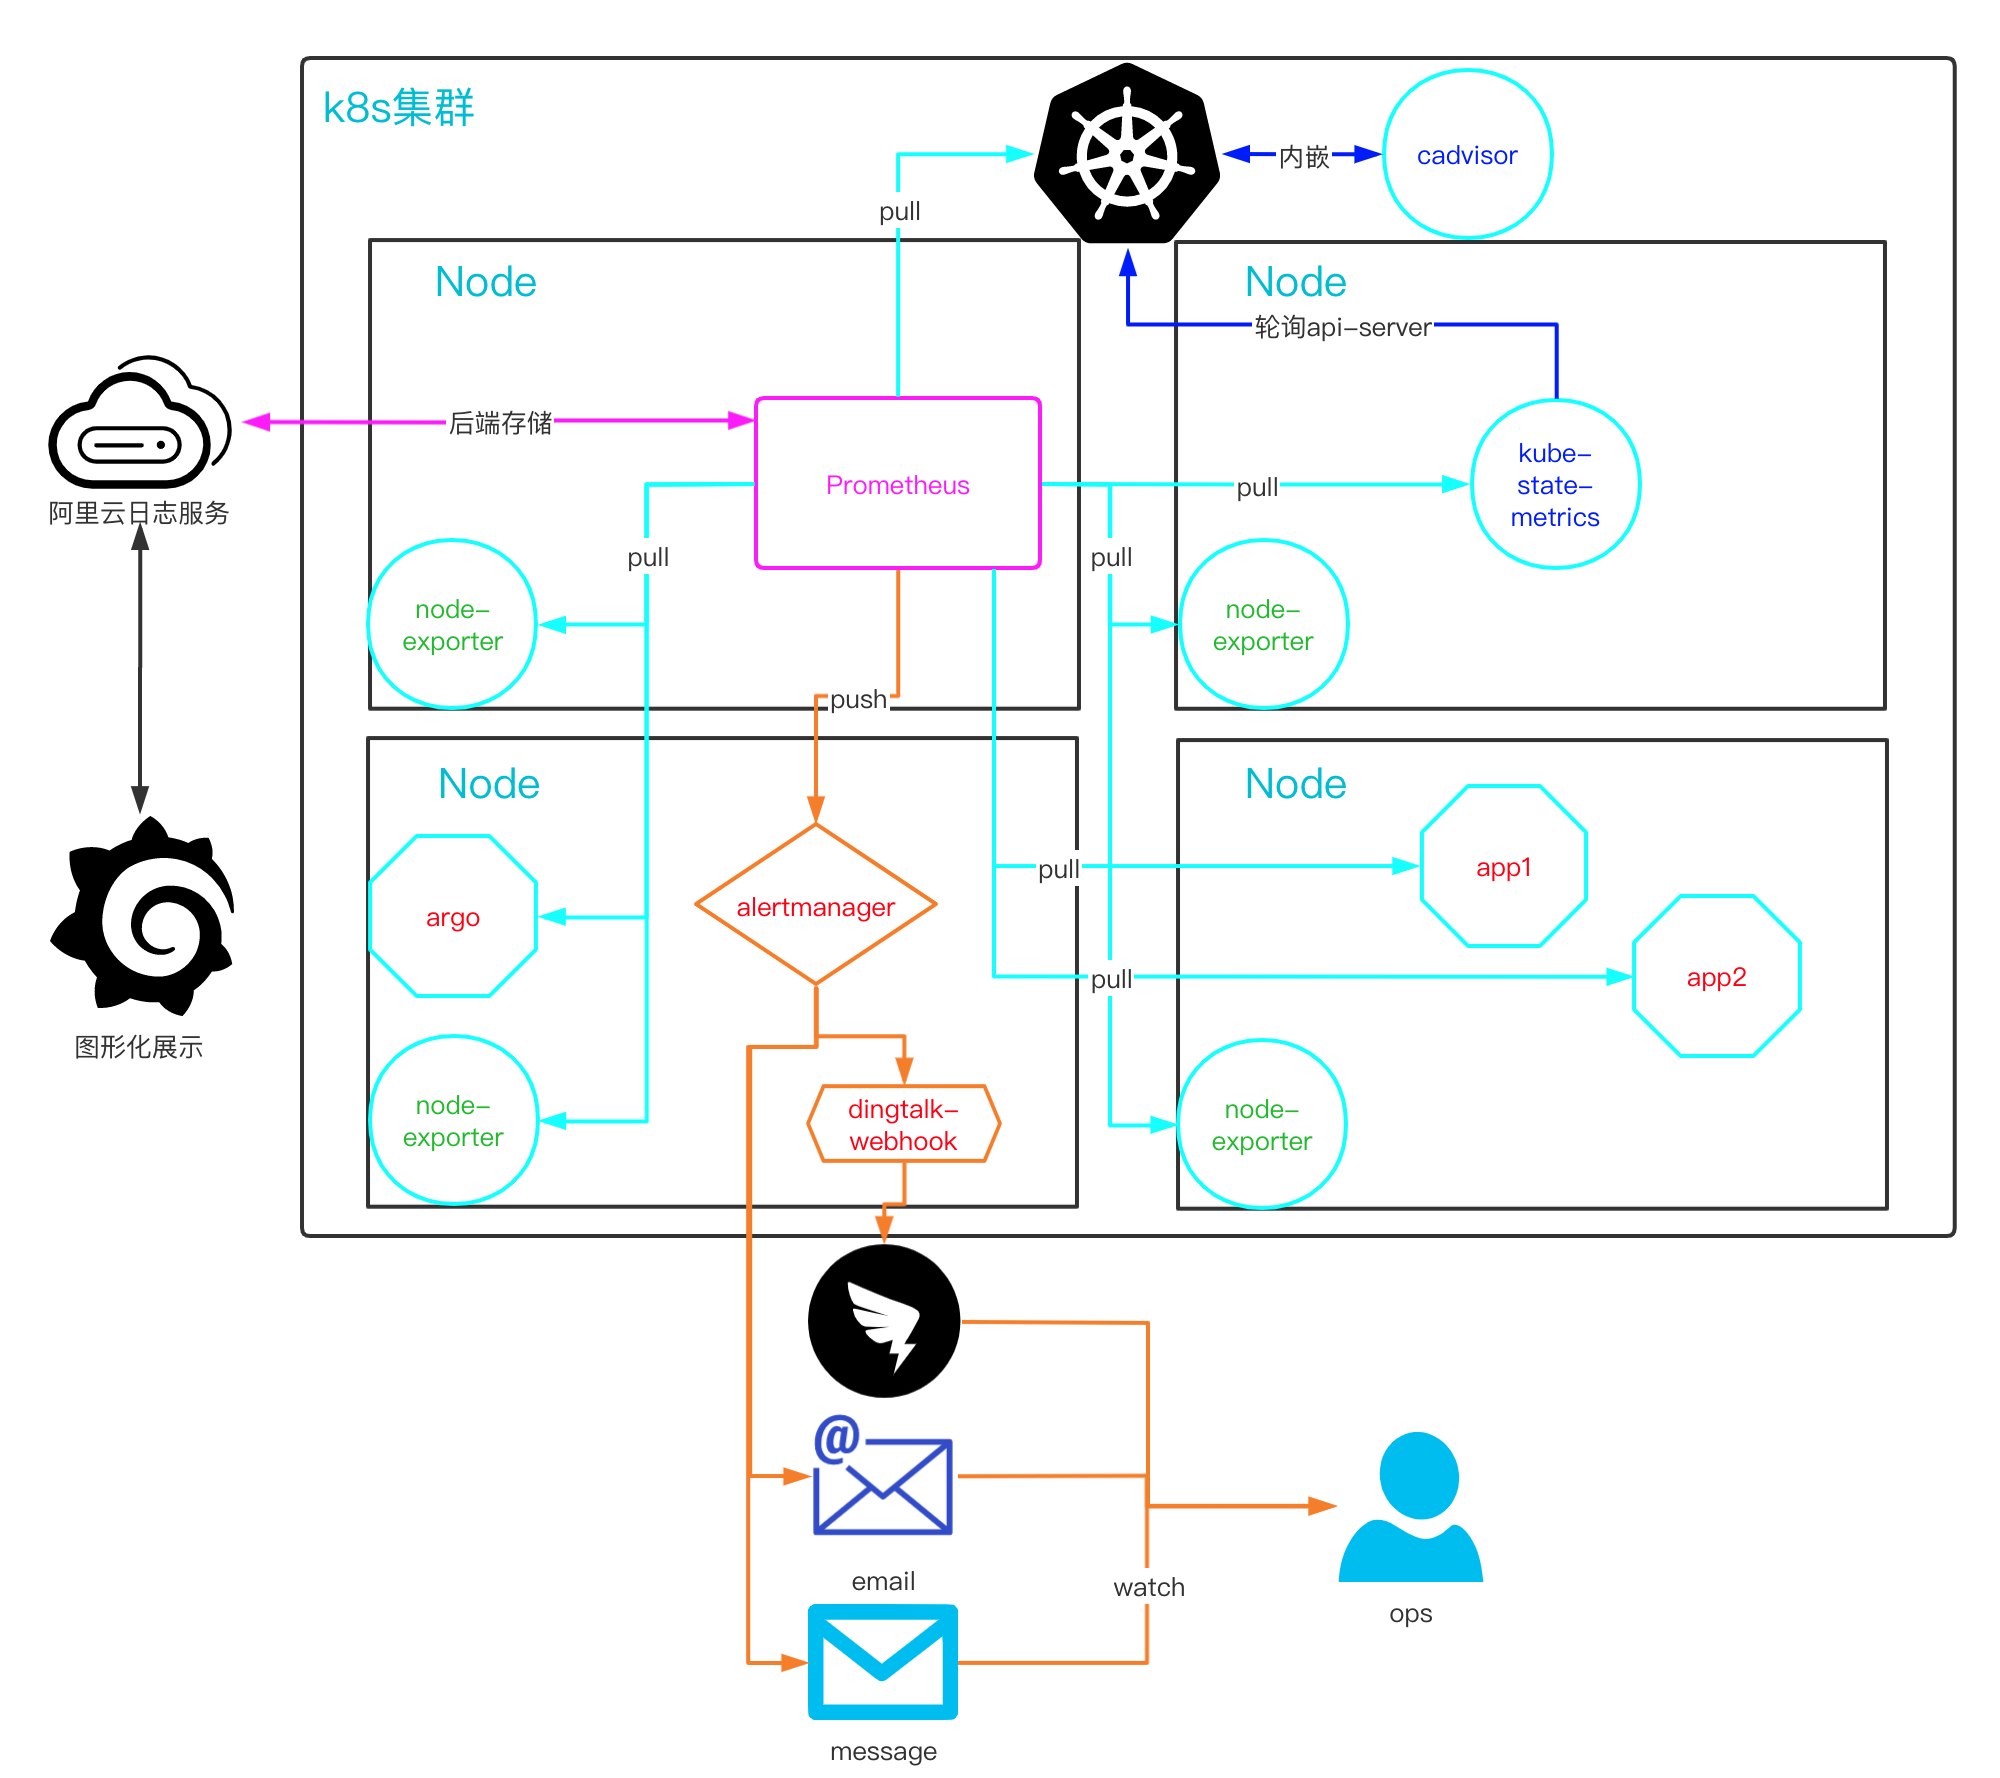 k8s集群
cadvisor
内嵌
pull
Node
Node
轮询api-server
后端存储
阿里云日志服务
Prometheus
pull
kube-
state-
metrics
pull
pull
node-
exporter
node-
exporter
push
Node
Node
argo
alertmanager
pull
app1
pull
app2
图形化展示
node-
exporter
dingtalk-
webhook
node-
exporter
@
email
watch
ops
message